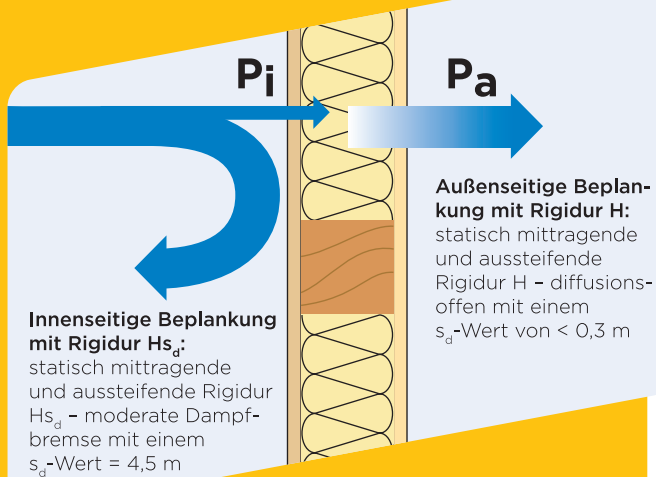 Pi
Pa
Außenseitige Beplan-
kung mit Rigidur H:
statisch mittragende
und aussteifende
Rigidur H – diffusions-
offen mit einem
sd-Wert von < 0,3 m
Innenseitige Beplankung
mit Rigidur Hsd:
statisch mittragende
und aussteifende Rigidur
Hsd – moderate Dampf-
bremse mit einem
sd-Wert = 4,5 m